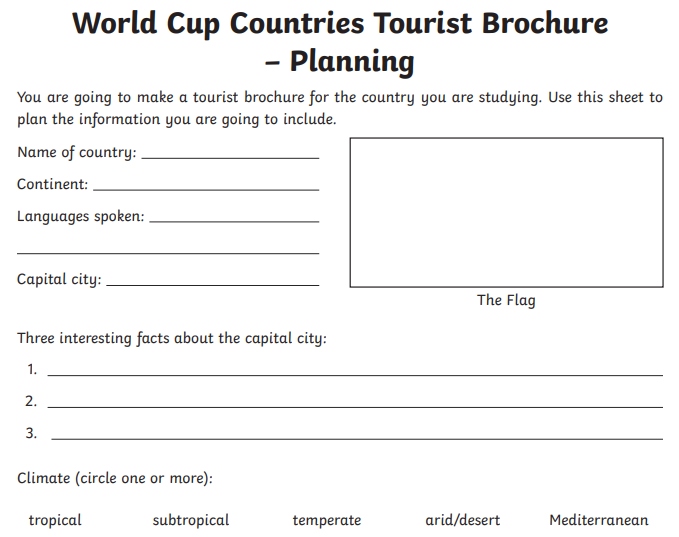 World Cup Countries Tourist Brochure
– Planning
You are going to make a tourist brochure for the country you are studying. Use this sheet to
plan the information you are going to include.
Name of country:
Continent:
Languages spoken:
Capital city:
The Flag
Three interesting facts about the capital city:
1.
2.
3.
Climate (circle one or more):
tropical subtropical temperate arid/desert Mediterranean